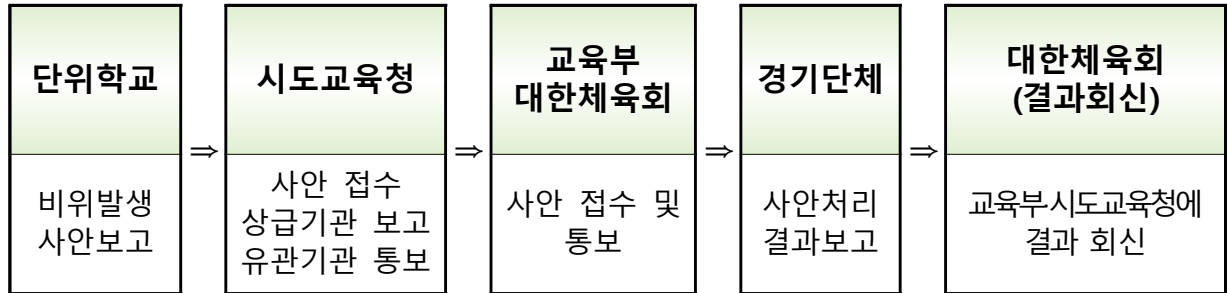 단위학교
비위발생
사안보고
⇒
시도교육청
사안 접수
상급기관 보고
유관기관 통보
⇒
교육부
대한체육회
사안 접수 및
통보
⇒
경기단체
사안처리
결과보고
⇒
대한체육회
(결과회신)
교육부·시도교육청에
결과 회신